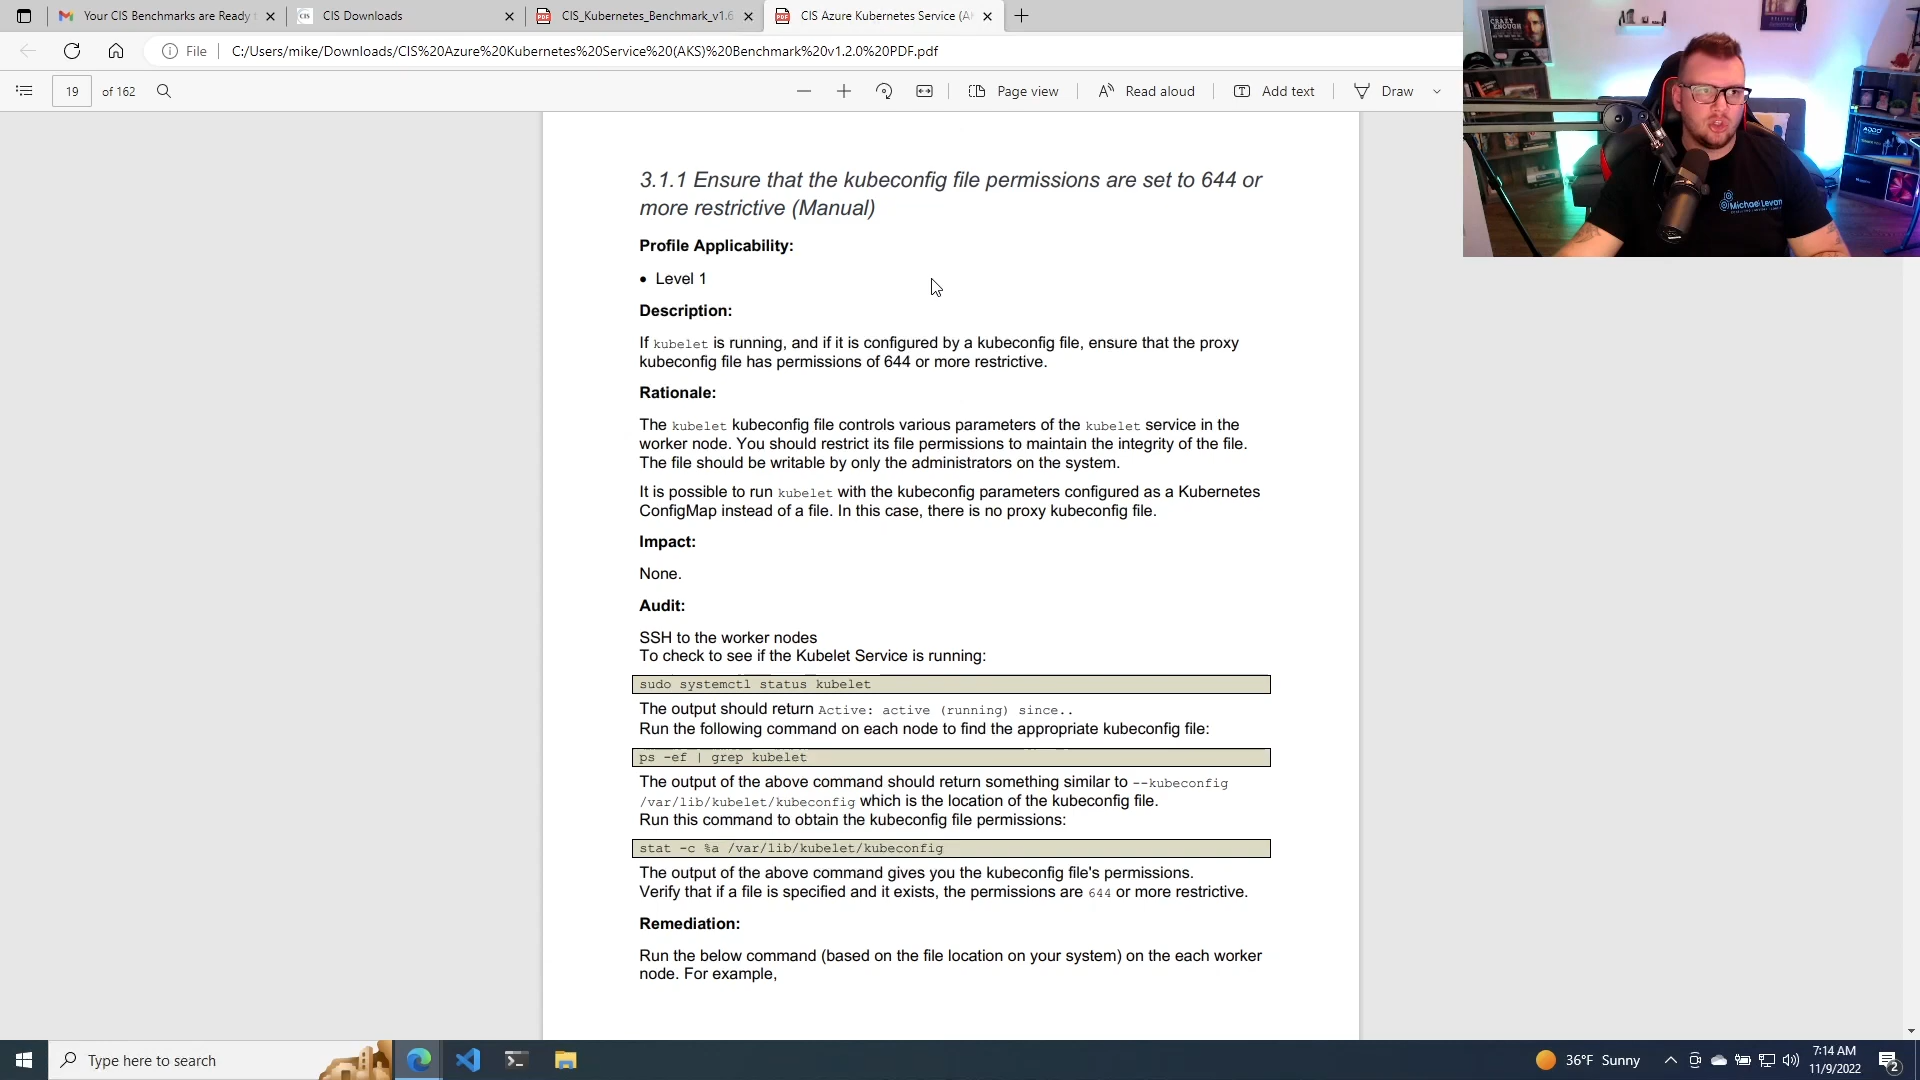 Your CIS Benchmarks are Ready
CIS Downloads
CIS_Kubernetes_Benchmark_v1.6
CIS Azure Kubernetes Service (A
File
C:/Users/mike/Downloads/CIS%20Azure%20Kubernetes%20Service%20(AKS)%20Benchmark%20v1.2.0%20PDF.pdf
19 of 162
Page view
Read aloud
Add text
Draw
CRAZY
ENOUGH
Michael Levan
3.1.1 Ensure that the kubeconfig file permissions are set to 644 or
more restrictive (Manual)
Profile Applicability:
• Level 1
Description:
If kubelet is running, and if it is configured by a kubeconfig file, ensure that the proxy
kubeconfig file has permissions of 644 or more restrictive.
Rationale:
The kubelet kubeconfig file controls various parameters of the kubelet service in the
worker node. You should restrict its file permissions to maintain the integrity of the file.
The file should be writable by only the administrators on the system.
It is possible to run kubelet with the kubeconfig parameters configured as a Kubernetes
ConfigMap instead of a file. In this case, there is no proxy kubeconfig file.
Impact:
None.
Audit:
SSH to the worker nodes
To check to see if the Kubelet Service is running:
sudo systemctl status kubelet
The output should return Active: active (running) since..
Run the following command on each node to find the appropriate kubeconfig file:
ps -ef | grep kubelet
The output of the above command should return something similar to --kubeconfig
/var/lib/kubelet/kubeconfig which is the location of the kubeconfig file.
Run this command to obtain the kubeconfig file permissions:
stat -c %a /var/lib/kubelet/kubeconfig
The output of the above command gives you the kubeconfig file's permissions.
Verify that if a file is specified and it exists, the permissions are 644 or more restrictive.
Remediation:
Run the below command (based on the file location on your system) on the each worker
node. For example,
Type here to search
36°F Sunny
7:14 AM
11/9/2022
2